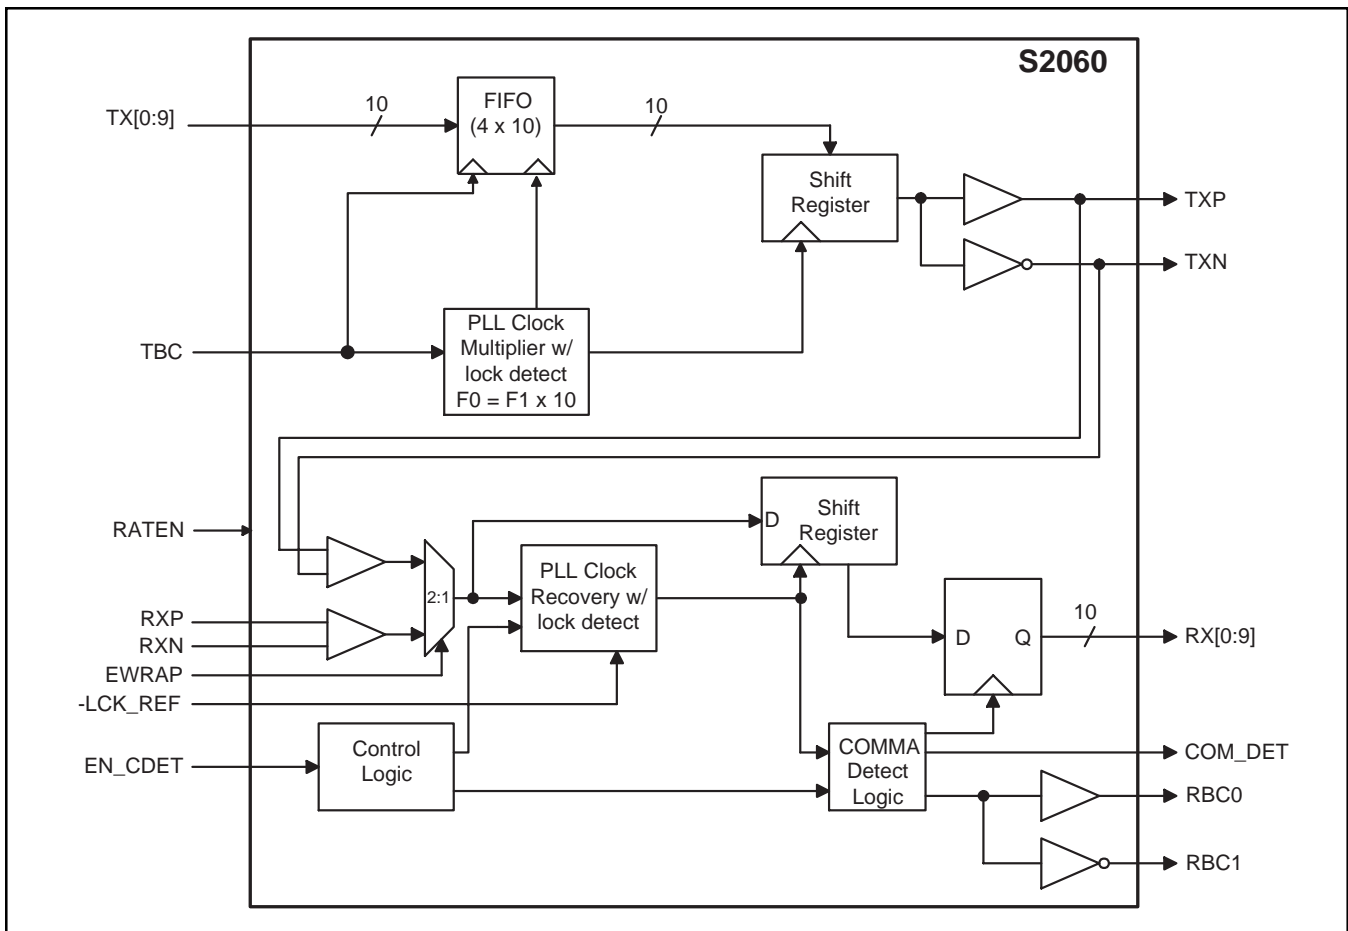 S2060
TX[0:9]
10
FIFO
(4 x 10)
10
Shift
Register
TXP
TXN
TBC
PLL Clock
Multiplier w/
lock detect
F0 = F1 x 10
RATEN
RXP
RXN
EWRAP
-LCK_REF
EN_CDET
2:1
PLL Clock
Recovery w/
lock detect
D
Shift
Register
D Q
10
RX[0:9]
Control
Logic
COMMA
Detect
Logic
COM_DET
RBC0
RBC1